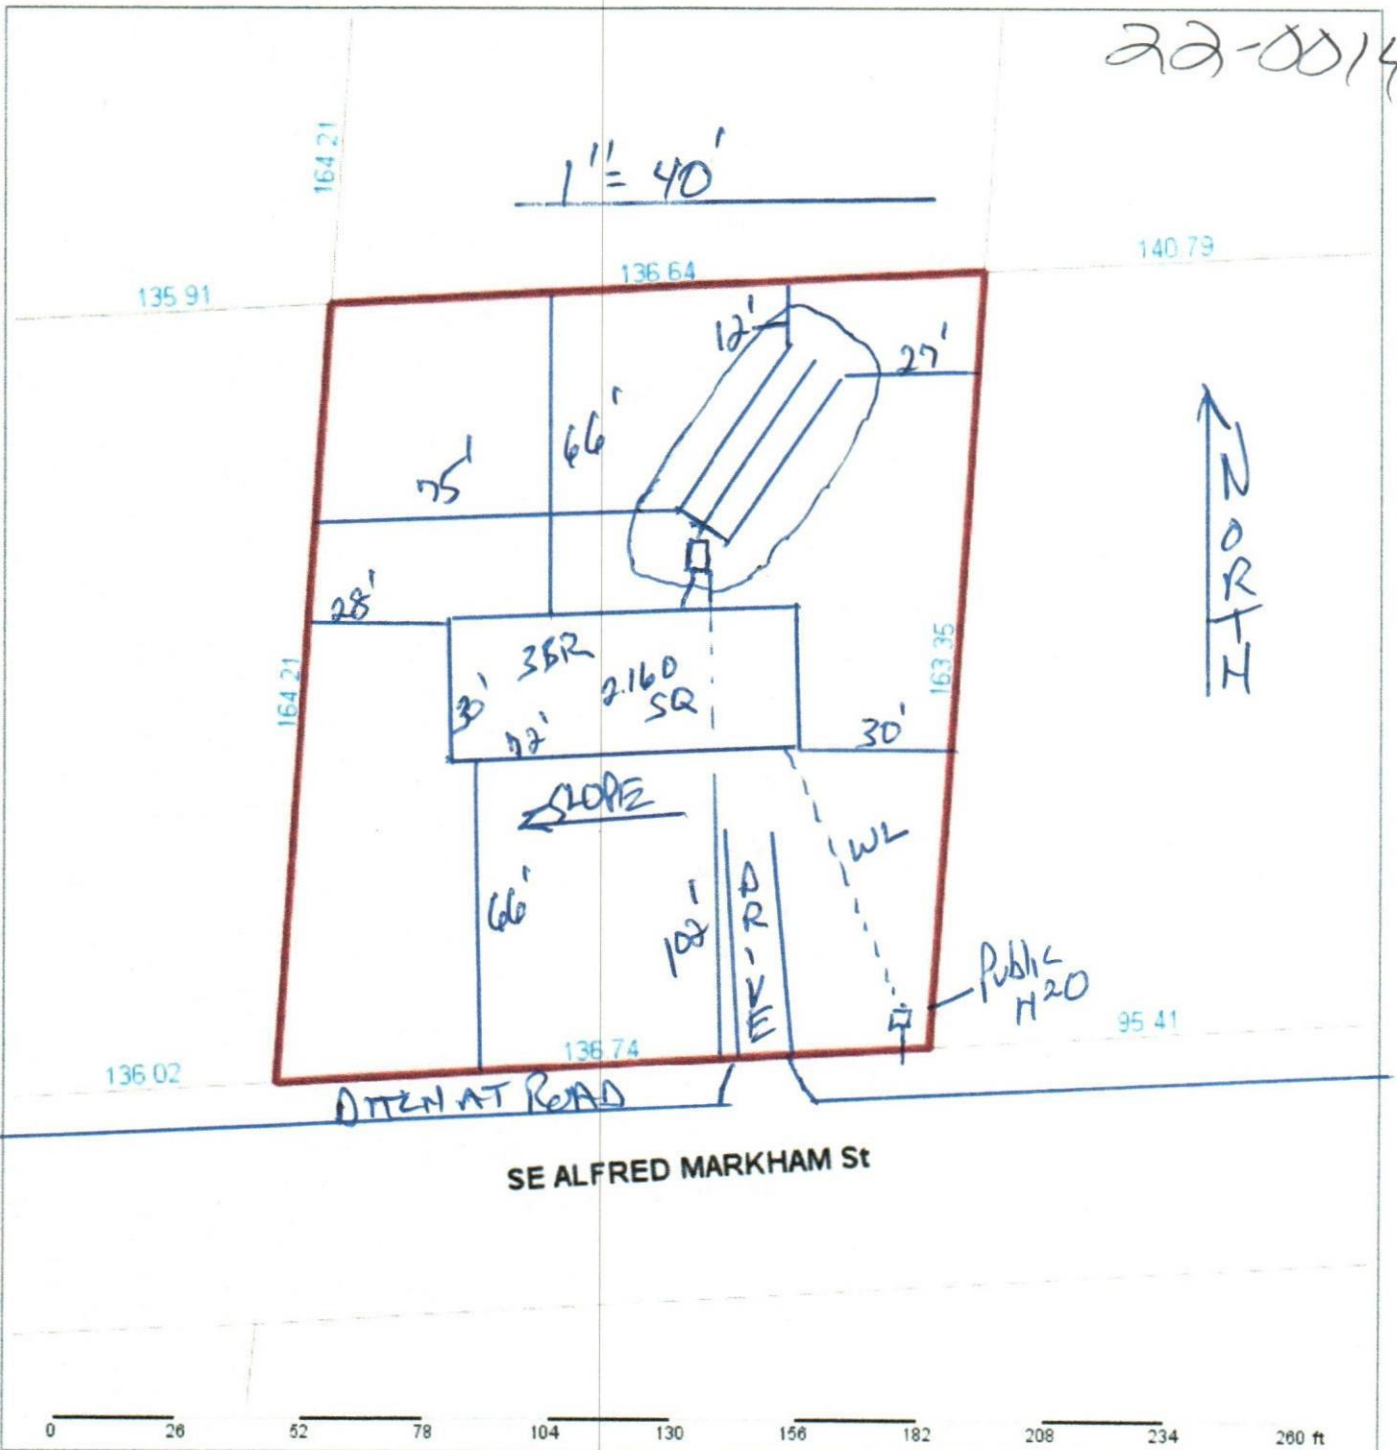 22-0014
164.21
1"= 40'
135.91
136.64
140.79
12'
27'
66'
75'
NORTH
28'
3BR
2.160
SQ
30'
72'
30'
164.21
163.35
SLOPE
WL
66'
102'
DRIVE
Public
H2O
136.02
136.74
95.41
DITCH AT ROAD
SE ALFRED MARKHAM St
0 26 52 78 104 130 156 182 208 234 260 ft